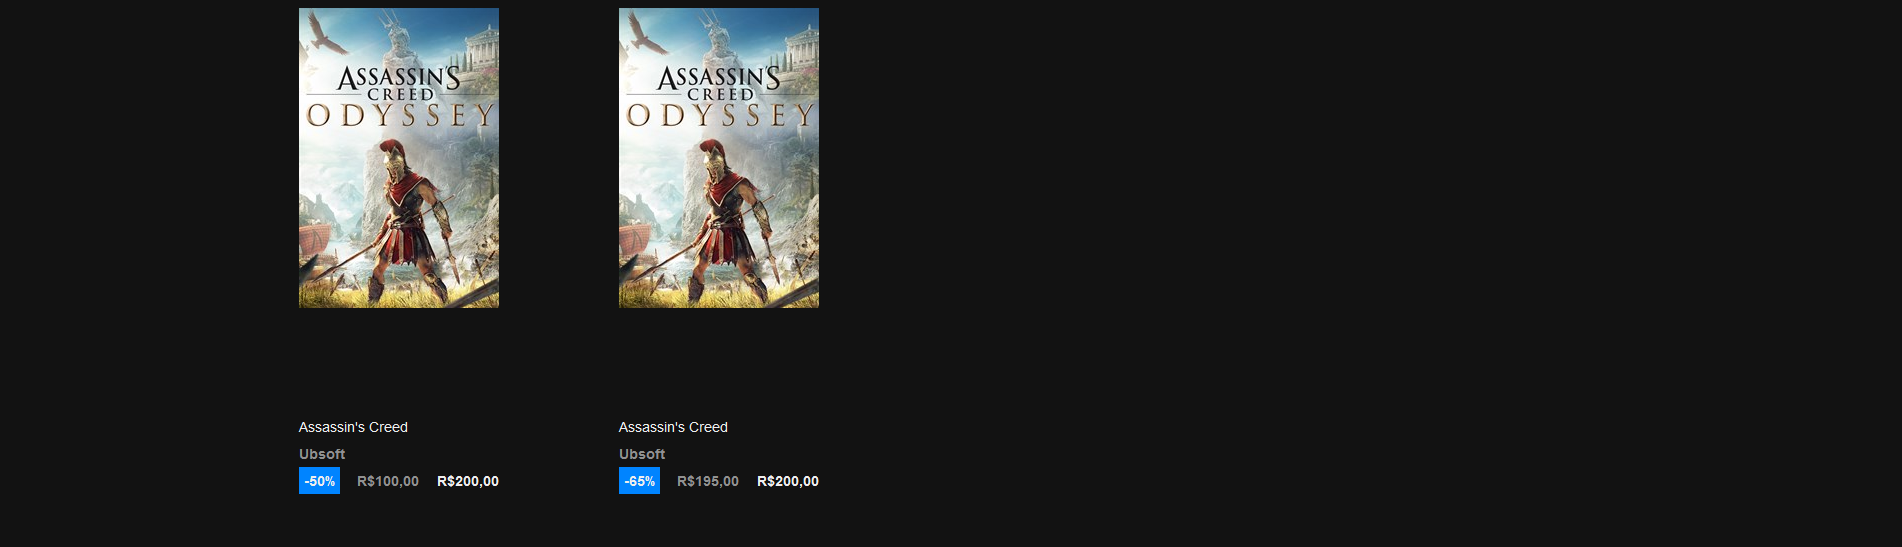 ASSASSIN'S
CREED
ODYSSEY
Assassin's Creed
Ubsoft
-50% R$100,00 R$200,00
ASSASSIN'S
CREED
ODYSSEY
Assassin's Creed
Ubsoft
-65% R$195,00 R$200,00